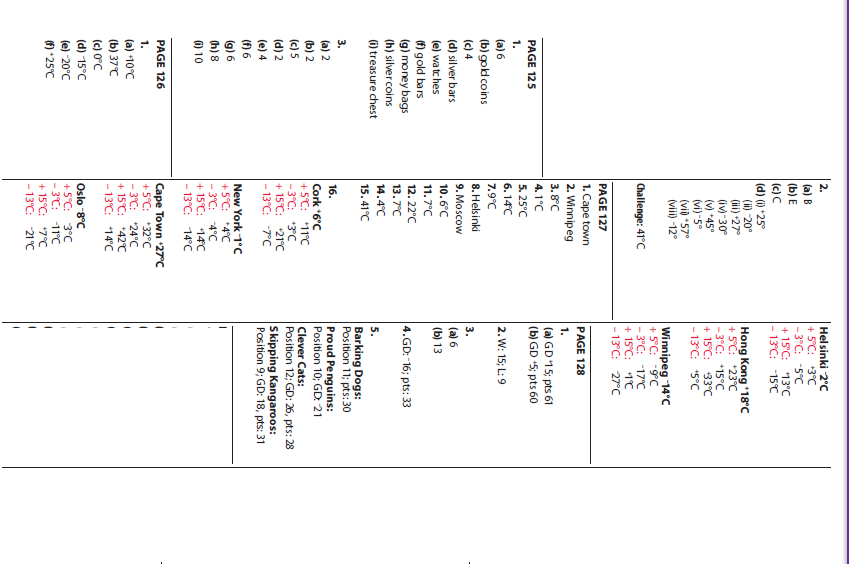 PAGE 125
1.
(a) 6
(b) gold coins
(c) 4
(d) silver bars
(e) watches
(f) gold bars
(g) money bags
(h) silver coins
(i) treasure chest
3.
(a) 2
(b) 2
(c) 5
(d) 2
(e) 4
(f) 6
(g) 6
(h) 8
(i) 10
PAGE 126
1.
(a) ⁺10°C
(b) 37°C
(c) 0°C
(d) ⁻15°C
(e) ⁻20°C
(f) ⁺25°C
2.
(a) B
(b) E
(c) C
(d) (i) ⁺25°
(ii) ⁻20°
(iii) ⁺27°
(iv) ⁻30°
(v) ⁺45°
(vi) ⁻5°
(vii) ⁺57°
(viii) ⁻12°
Challenge: 41°C
PAGE 127
1. Cape town
2. Winnipeg
3. 8°C
4. 1°C
5. 25°C
6. 14°C
7. 9°C
8. Helsinki
9. Moscow
10. 6°C
11. 7°C
12. 22°C
13. 7°C
14. 4°C
15. 41°C
16.
Cork ⁺6°C
+ 5°C: ⁺11°C
– 3°C: ⁺3°C
+ 15°C: ⁺21°C
– 13°C: ⁻7°C
New York ⁻1°C
+ 5°C: ⁺4°C
– 3°C: ⁻4°C
+ 15°C: ⁺14°C
– 13°C: ⁻14°C
Cape Town ⁺27°C
+ 5°C: ⁺32°C
– 3°C: ⁺24°C
+ 15°C: ⁺42°C
– 13°C: ⁺14°C
Oslo ⁻8°C
+ 5°C: ⁻3°C
– 3°C: ⁻11°C
+ 15°C: ⁺7°C
– 13°C: ⁻21°C
Helsinki ⁻2°C
+ 5°C: ⁺3°C
– 3°C: ⁻5°C
+ 15°C: ⁺13°C
– 13°C: ⁻15°C
Hong Kong ⁺18°C
+ 5°C: ⁺23°C
– 3°C: ⁺15°C
+ 15°C: ⁺33°C
– 13°C: ⁺5°C
Winnipeg ⁻14°C
+ 5°C: ⁻9°C
– 3°C: ⁻17°C
+ 15°C: ⁺1°C
– 13°C: ⁻27°C
PAGE 128
1.
(a) GD ⁺15; pts 61
(b) GD ⁺5; pts 60
2. W: 15; L: 9
3.
(a) 6
(b) 13
4. GD: ⁻16; pts: 33
5.
Barking Dogs:
Position 11; pts: 30
Proud Penguins:
Position 10; GD: ⁻21
Clever Cats:
Position 12; GD: ⁻26, pts: 28
Skipping Kangaroos:
Position 9; GD: ⁻18, pts: 31